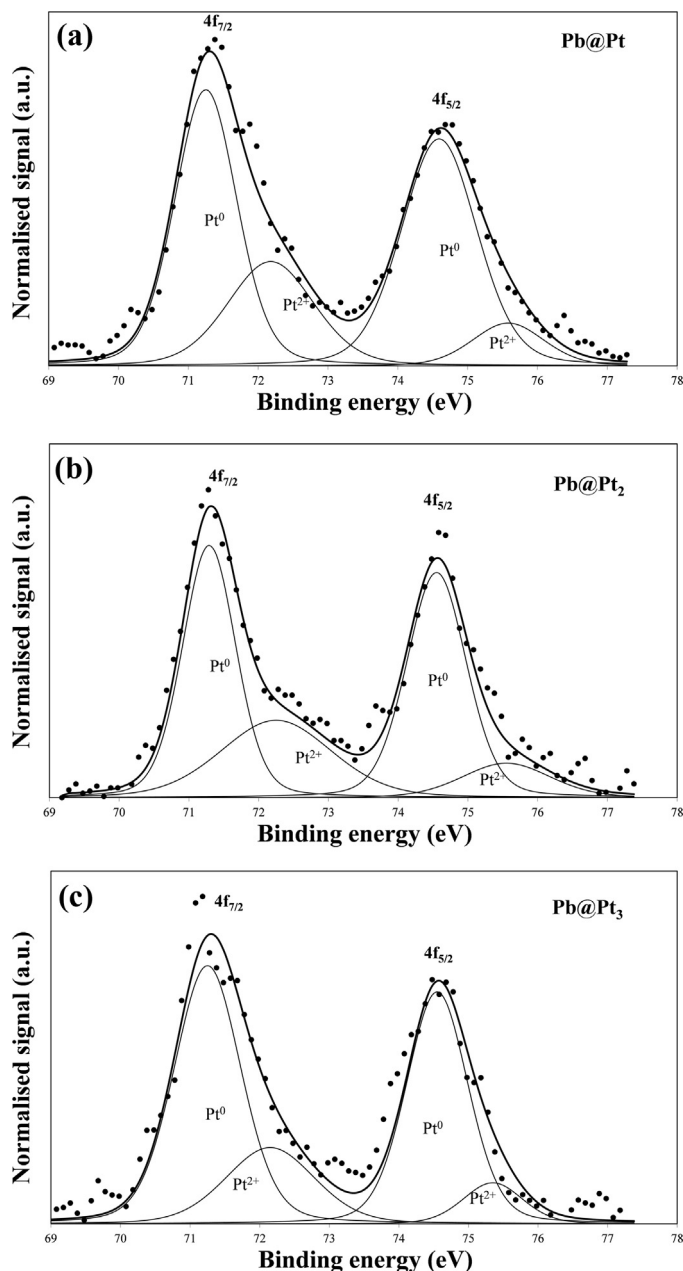 (a)
4f7/2
Pb@Pt
4f5/2
Pt0
Pt0
Pt2+
Pt2+
Normalised signal (a.u.)
69 70 71 72 73 74 75 76 77 78
Binding energy (eV)
(b)
4f7/2
Pb@Pt2
4f5/2
Pt0
Pt0
Pt2+
Pt2+
Normalised signal (a.u.)
69 70 71 72 73 74 75 76 77 78
Binding energy (eV)
(c)
4f7/2
Pb@Pt3
4f5/2
Pt0
Pt0
Pt2+
Pt2+
Normalised signal (a.u.)
69 70 71 72 73 74 75 76 77 78
Binding energy (eV)